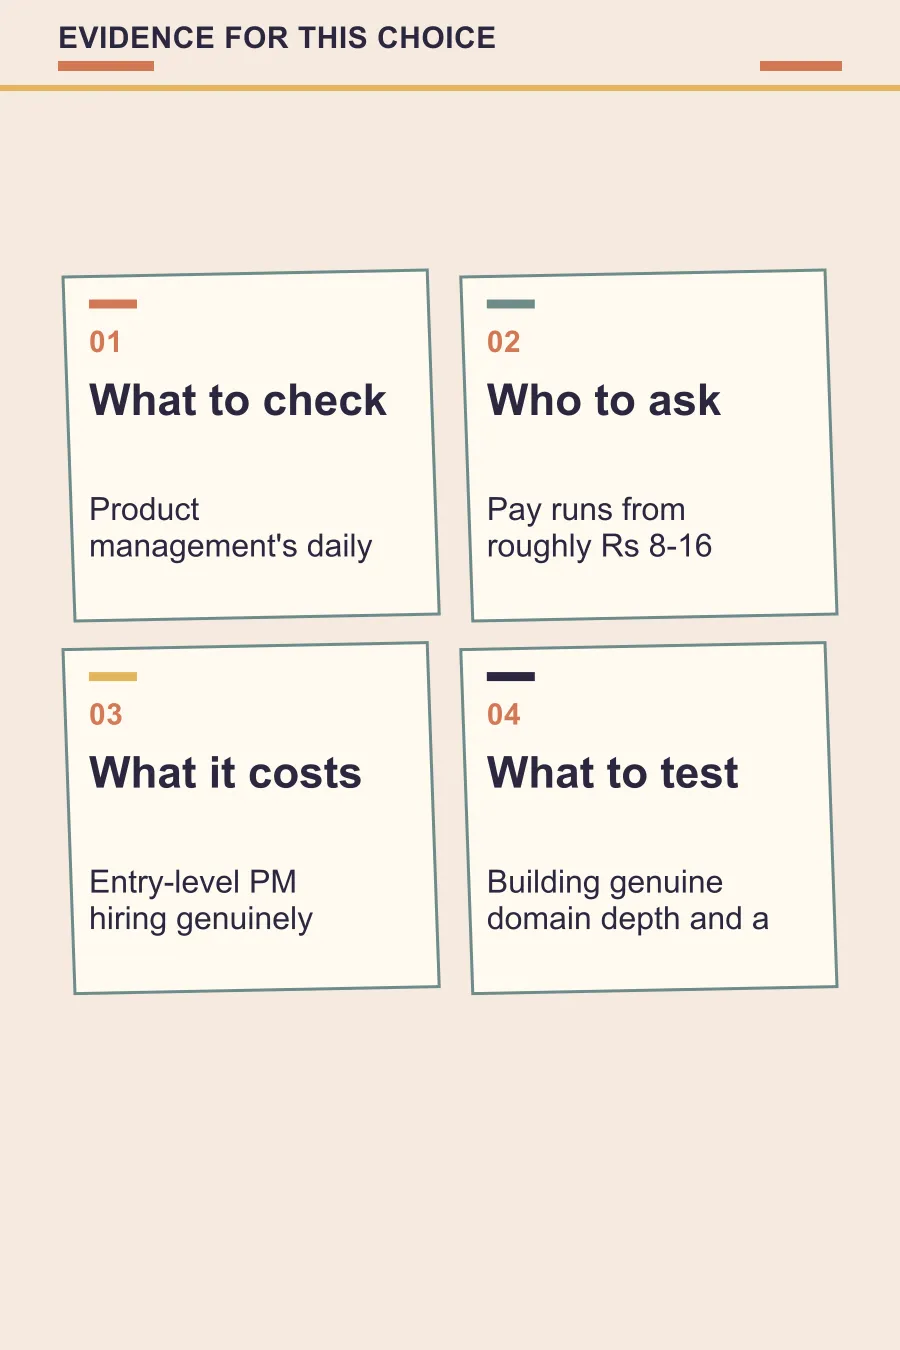 EVIDENCE FOR THIS CHOICE
01
What to check
Product
management's daily
02
Who to ask
Pay runs from
roughly Rs 8-16
03
What it costs
Entry-level PM
hiring genuinely
04
What to test
Building genuine
domain depth and a